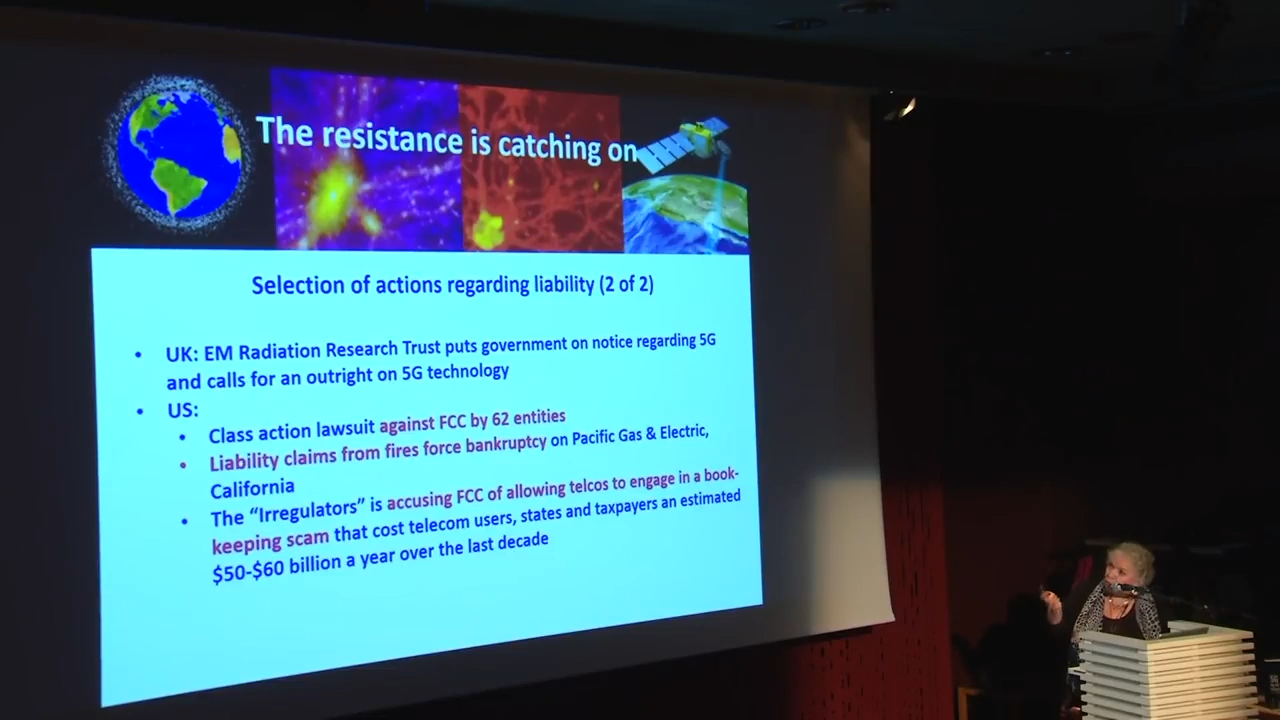 The resistance is catching on
Selection of actions regarding liability (2 of 2)
• UK: EM Radiation Research Trust puts government on notice regarding 5G
and calls for an outright on 5G technology
• US:
• Class action lawsuit against FCC by 62 entities
• Liability claims from fires force bankruptcy on Pacific Gas & Electric,
California
• The “Irregulators” is accusing FCC of allowing telcos to engage in a book-
keeping scam that cost telecom users, states and taxpayers an estimated
$50-$60 billion a year over the last decade